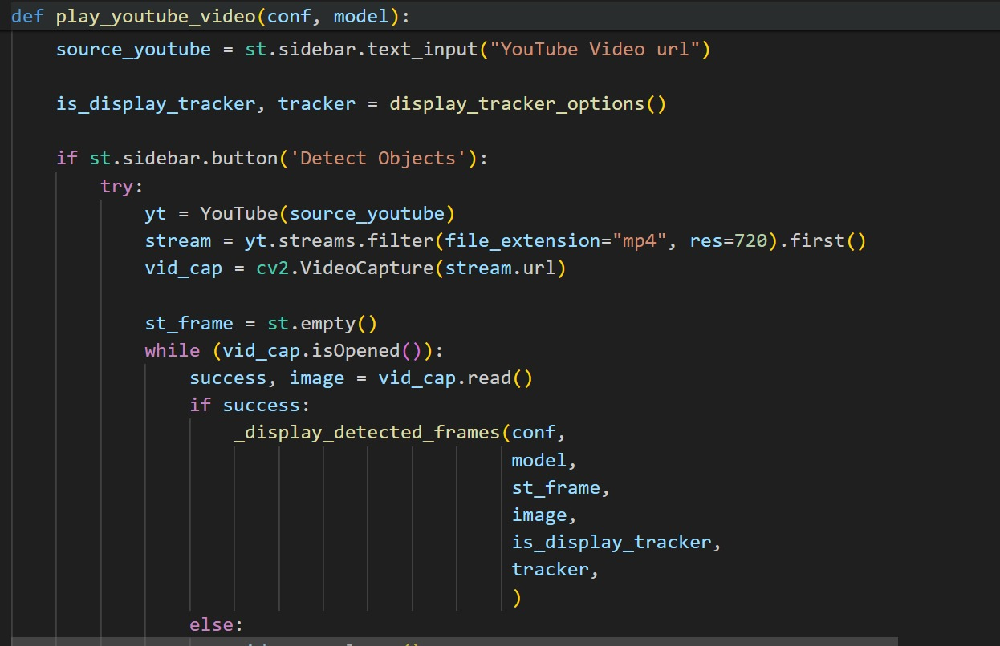 def play_youtube_video(conf, model):
    source_youtube = st.sidebar.text_input("YouTube Video url")
    is_display_tracker, tracker = display_tracker_options()
    if st.sidebar.button('Detect Objects'):
        try:
            yt = YouTube(source_youtube)
            stream = yt.streams.filter(file_extension="mp4", res=720).first()
            vid_cap = cv2.VideoCapture(stream.url)
            st_frame = st.empty()
            while (vid_cap.isOpened()):
                success, image = vid_cap.read()
                if success:
                    _display_detected_frames(conf,
                                             model,
                                             st_frame,
                                             image,
                                             is_display_tracker,
                                             tracker,
                                             )
                else: